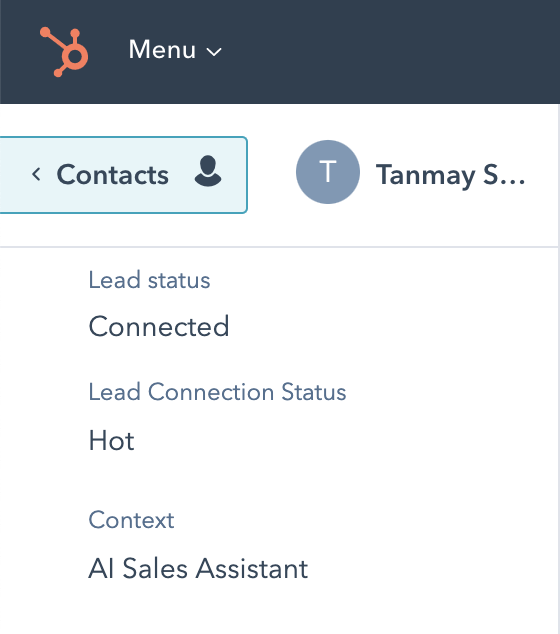 Menu
Contacts
T
Tanmay S...
Lead status
Connected
Lead Connection Status
Hot
Context
AI Sales Assistant